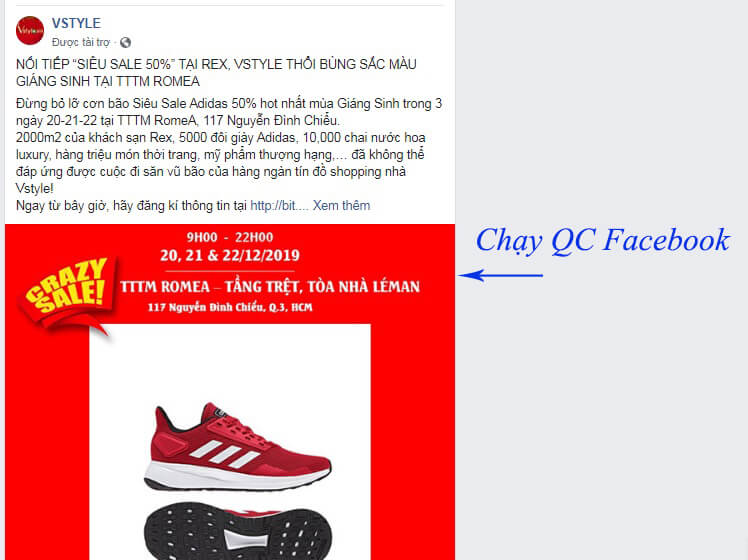 VSTYLE
Được tài trợ ·
NỐI TIẾP “SIÊU SALE 50%” TẠI REX, VSTYLE THỔI BÙNG SẮC MÀU
GIÁNG SINH TẠI TTTM ROMEA
Đừng bỏ lỡ cơn bão Siêu Sale Adidas 50% hot nhất mùa Giáng Sinh trong 3
ngày 20-21-22 tại TTTM RomeA, 117 Nguyễn Đình Chiểu.
2000m2 của khách sạn Rex, 5000 đôi giày Adidas, 10,000 chai nước hoa
luxury, hàng triệu món thời trang, mỹ phẩm thượng hạng,... đã không thể
đáp ứng được cuộc đi săn vũ bão của hàng ngàn tín đồ shopping nhà
Vstyle!
Ngay từ bây giờ, hãy đăng kí thông tin tại http://bit.... Xem thêm
9H00 - 22H00
20, 21 & 22/12/2019
CRAZY
SALE!
TTTM ROMEA – TẦNG TRỆT, TÒA NHÀ LÉMAN
117 Nguyễn Đình Chiểu, Q.3, HCM
Chạy QC Facebook